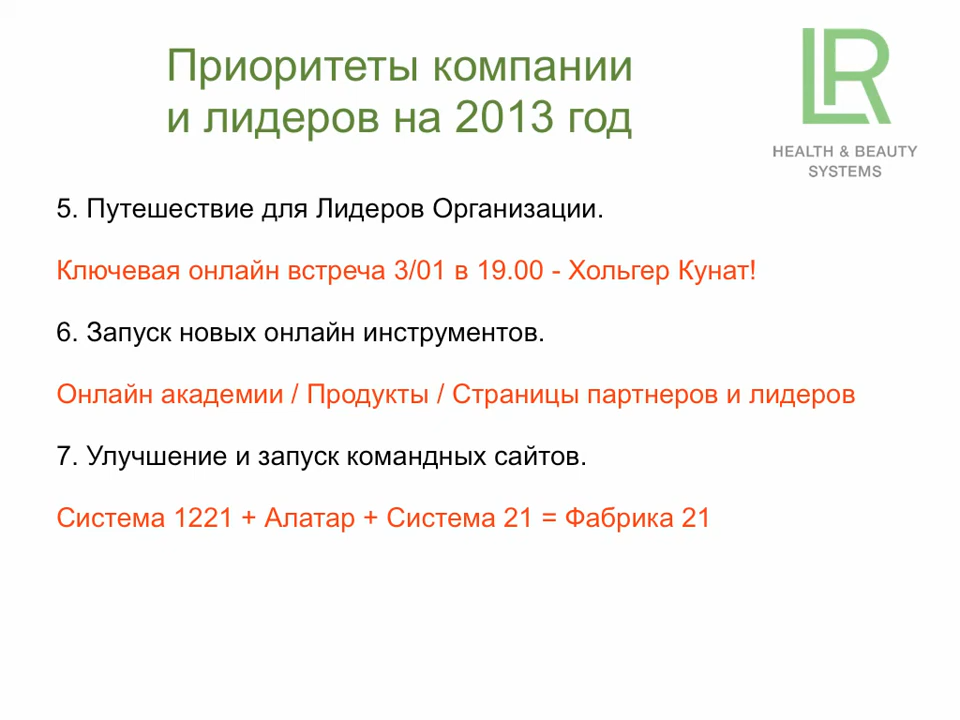 Приоритеты компании
и лидеров на 2013 год
LR
HEALTH & BEAUTY
SYSTEMS
5. Путешествие для Лидеров Организации.
Ключевая онлайн встреча 3/01 в 19.00 - Хольгер Кунат!
6. Запуск новых онлайн инструментов.
Онлайн академии / Продукты / Страницы партнеров и лидеров
7. Улучшение и запуск командных сайтов.
Система 1221 + Алатар + Система 21 = Фабрика 21